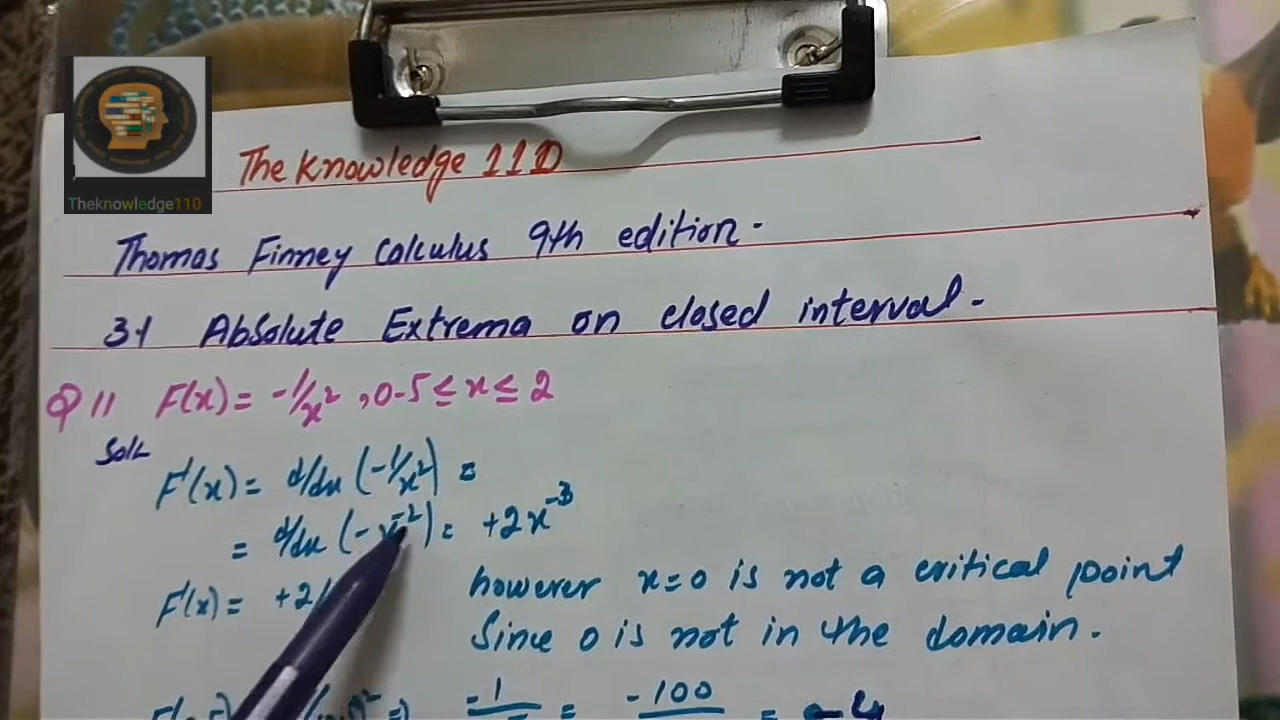 The Knowledge 110
Theknowledge110
Thomas Finney Calculus 9th edition.
31 Absolute Extrema on closed interval.
Q 11 F(x) = -1/x², 0.5 ≤ x ≤ 2
Sol:
F'(x) = d/dx (-1/x²) =
= d/dx (-x⁻²) = +2x⁻³
F'(x) = +2/
however x=0 is not a critical point
Since 0 is not in the domain.
-1 = -100 = -4